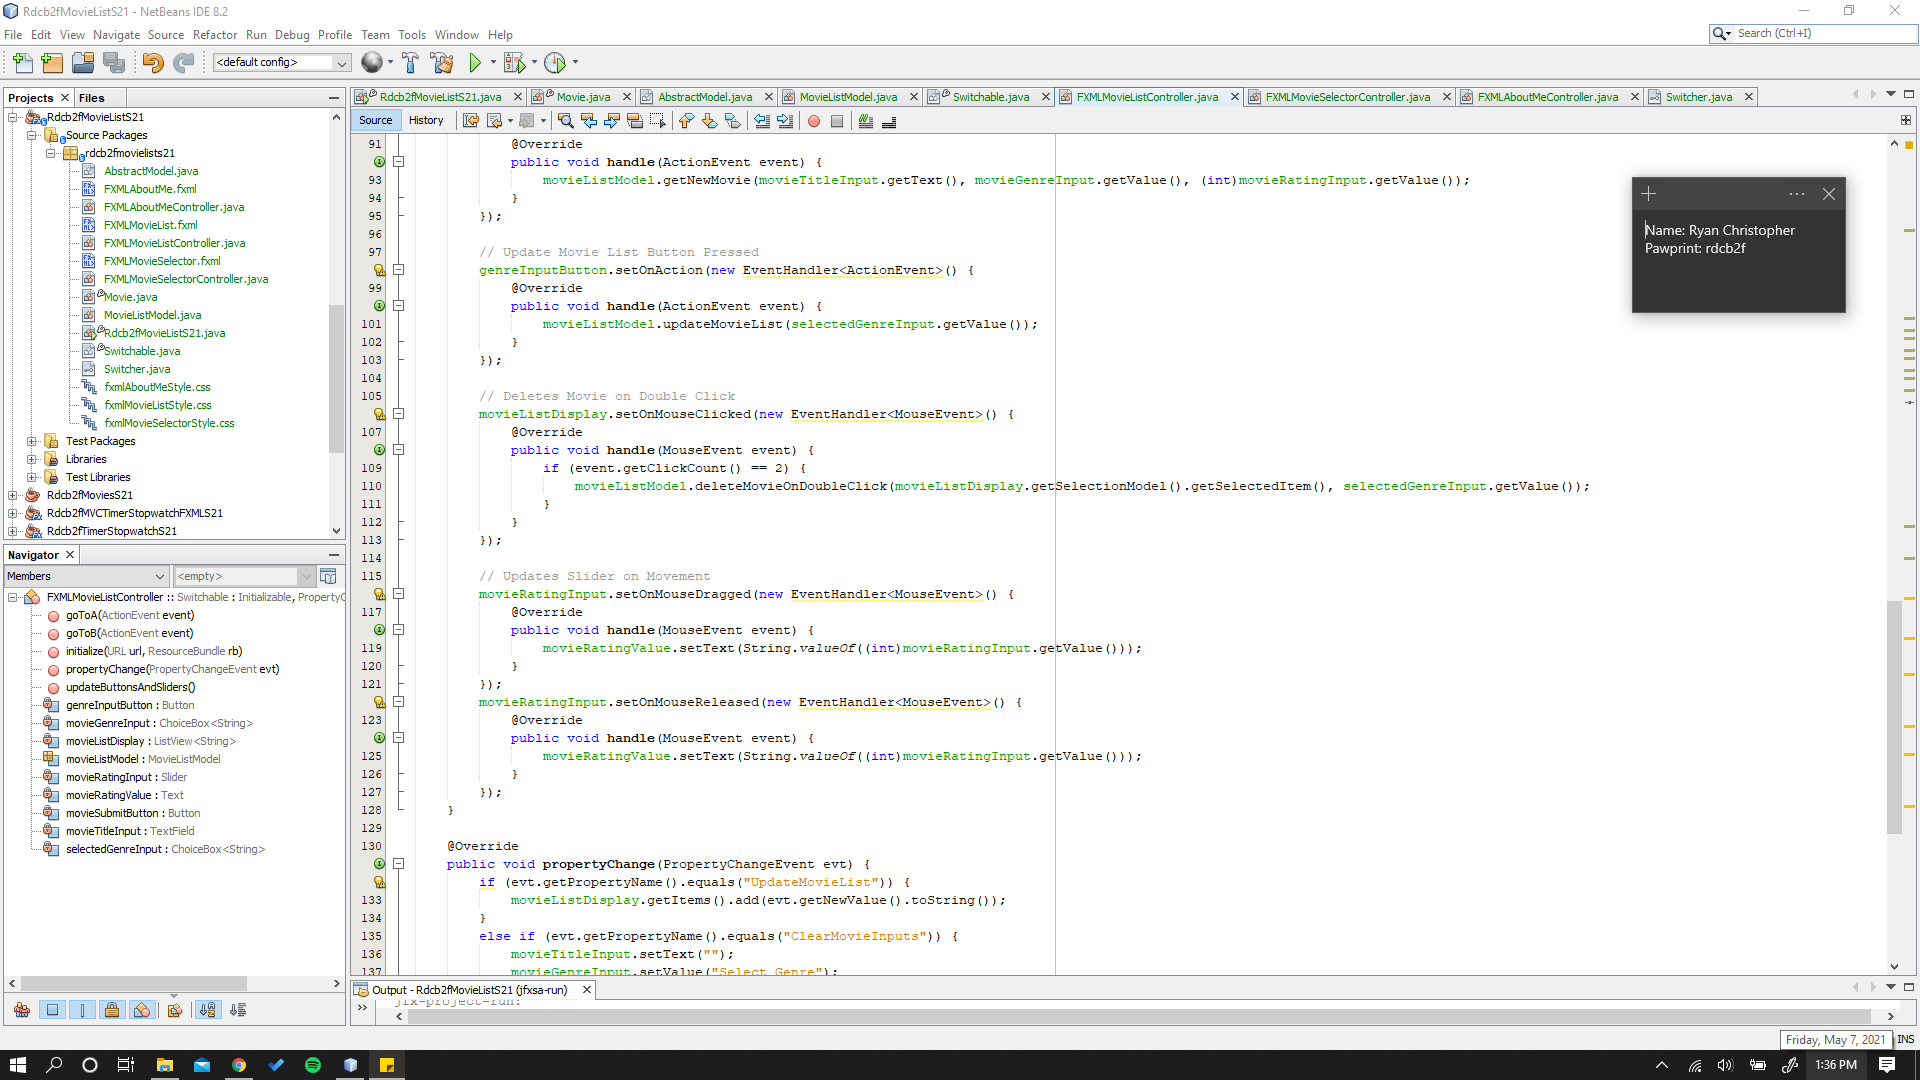 Rdcb2fMovieListS21 - NetBeans IDE 8.2
File Edit View Navigate Source Refactor Run Debug Profile Team Tools Window Help
Search (Ctrl+I)
<default config>
Projects Files
Rdcb2fMovieListS21.java Movie.java AbstractModel.java MovieListModel.java Switchable.java FXMLMovieListController.java FXMLMovieSelectorController.java FXMLAboutMeController.java Switcher.java
Source History
Rdcb2fMovieListS21
Source Packages
rdcb2fmovielists21
AbstractModel.java
FXMLAboutMe.fxml
FXMLAboutMeController.java
FXMLMovieList.fxml
FXMLMovieListController.java
FXMLMovieSelector.fxml
FXMLMovieSelectorController.java
Movie.java
MovieListModel.java
Rdcb2fMovieListS21.java
Switchable.java
Switcher.java
fxmlAboutMeStyle.css
fxmlMovieListStyle.css
fxmlMovieSelectorStyle.css
Test Packages
Libraries
Test Libraries
Rdcb2fMoviesS21
Rdcb2fMVCTimerStopwatchFXMLS21
Rdcb2fTimerStopwatchS21
Navigator
Members
<empty>
FXMLMovieListController :: Switchable : Initializable, PropertyC
goToA(ActionEvent event)
goToB(ActionEvent event)
initialize(URL url, ResourceBundle rb)
propertyChange(PropertyChangeEvent evt)
updateButtonsAndSliders()
genreInputButton : Button
movieGenreInput : ChoiceBox<String>
movieListDisplay : ListView<String>
movieListModel : MovieListModel
movieRatingInput : Slider
movieRatingValue : Text
movieSubmitButton : Button
movieTitleInput : TextField
selectedGenreInput : ChoiceBox<String>
91 @Override
public void handle(ActionEvent event) {
93 movieListModel.getNewMovie(movieTitleInput.getText(), movieGenreInput.getValue(), (int)movieRatingInput.getValue());
94 }
95 });
96
97 // Update Movie List Button Pressed
genreInputButton.setOnAction(new EventHandler<ActionEvent>() {
99 @Override
public void handle(ActionEvent event) {
101 movieListModel.updateMovieList(selectedGenreInput.getValue());
102 }
103 });
104
105 // Deletes Movie on Double Click
movieListDisplay.setOnMouseClicked(new EventHandler<MouseEvent>() {
107 @Override
public void handle(MouseEvent event) {
109 if (event.getClickCount() == 2) {
110 movieListModel.deleteMovieOnDoubleClick(movieListDisplay.getSelectionModel().getSelectedItem(), selectedGenreInput.getValue());
111 }
112 }
113 });
114
115 // Updates Slider on Movement
movieRatingInput.setOnMouseDragged(new EventHandler<MouseEvent>() {
117 @Override
public void handle(MouseEvent event) {
119 movieRatingValue.setText(String.valueOf((int)movieRatingInput.getValue()));
120 }
121 });
movieRatingInput.setOnMouseReleased(new EventHandler<MouseEvent>() {
123 @Override
public void handle(MouseEvent event) {
125 movieRatingValue.setText(String.valueOf((int)movieRatingInput.getValue()));
126 }
127 });
128 }
129
130 @Override
public void propertyChange(PropertyChangeEvent evt) {
if (evt.getPropertyName().equals("UpdateMovieList")) {
133 movieListDisplay.getItems().add(evt.getNewValue().toString());
134 }
135 else if (evt.getPropertyName().equals("ClearMovieInputs")) {
136 movieTitleInput.setText("");
137 movieGenreInput.setValue("Select Genre");
Name: Ryan Christopher
Pawprint: rdcb2f
Output - Rdcb2fMovieListS21 (jfxsa-run)
jfx-project-run:
Friday, May 7, 2021
INS
1:36 PM